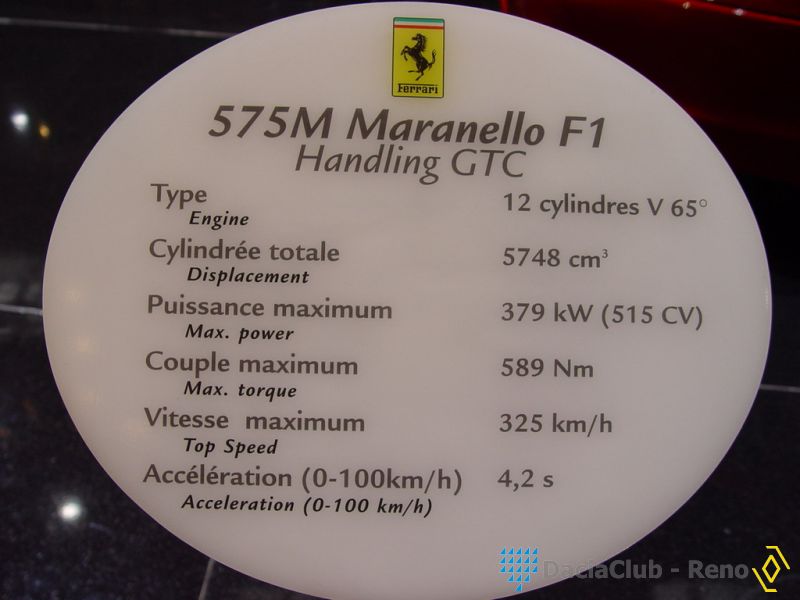 Ferrari
575M Maranello F1
Handling GTC
Type 12 cylindres V 65°
Engine
Cylindrée totale 5748 cm³
Displacement
Puissance maximum 379 kW (515 CV)
Max. power
Couple maximum 589 Nm
Max. torque
Vitesse maximum 325 km/h
Top Speed
Accélération (0-100km/h) 4,2 s
Acceleration (0-100 km/h)
DaciaClub - Reno